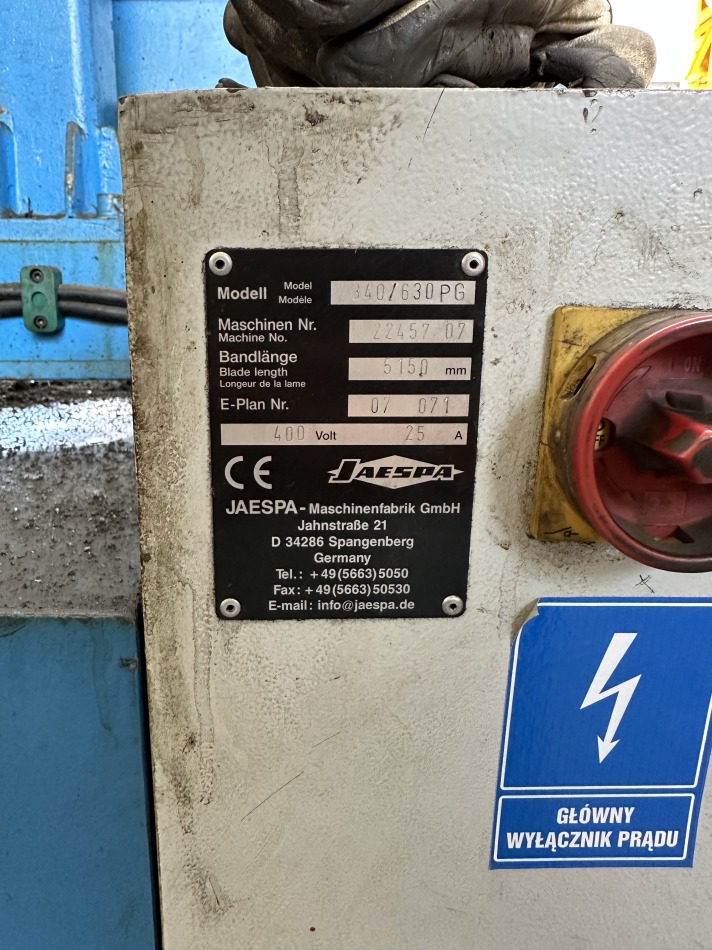 Modell Model Modèle 340/630 PG
Maschinen Nr. 22457 07
Machine No.
Bandlänge 5150 mm
Blade length
Longeur de la lame
E-Plan Nr. 07 071
400 Volt 25 A
CE JAESPA
JAESPA - Maschinenfabrik GmbH
Jahnstraße 21
D 34286 Spangenberg
Germany
Tel.: +49(5663)5050
Fax: +49(5663)50530
E-mail: info@jaespa.de
ON
GŁÓWNY
WYŁĄCZNIK PRĄDU